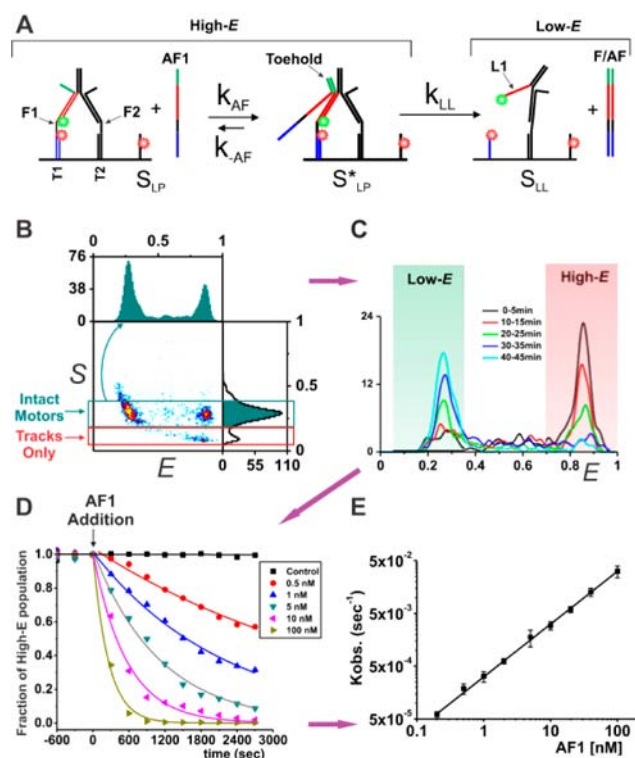 A
High-E
Low-E
AF1
Toehold
L1
F/AF
F1
F2
+
k_AF
k_-AF
k_LL
+
T1
T2
S_LP
S*_LP
S_LL
B
0 0.5 1
76
38
0
1
S
0.5
0
Intact
Motors
Tracks
Only
E
0 55 110
C
Low-E
High-E
24
12
0
0-5min
10-15min
20-25min
30-35min
40-45min
0.2 0.4 0.6 0.8 1
E
D
AF1
Addition
Fraction of High-E population
1.0
0.8
0.6
0.4
0.2
0.0
Control
0.5 nM
1 nM
5 nM
10 nM
100 nM
-600 0 600 1200 1800 2400 3000
time (sec)
E
Kobs. (sec⁻¹)
5x10⁻²
5x10⁻³
5x10⁻⁴
5x10⁻⁵
0.1 1 10 100
AF1 [nM]